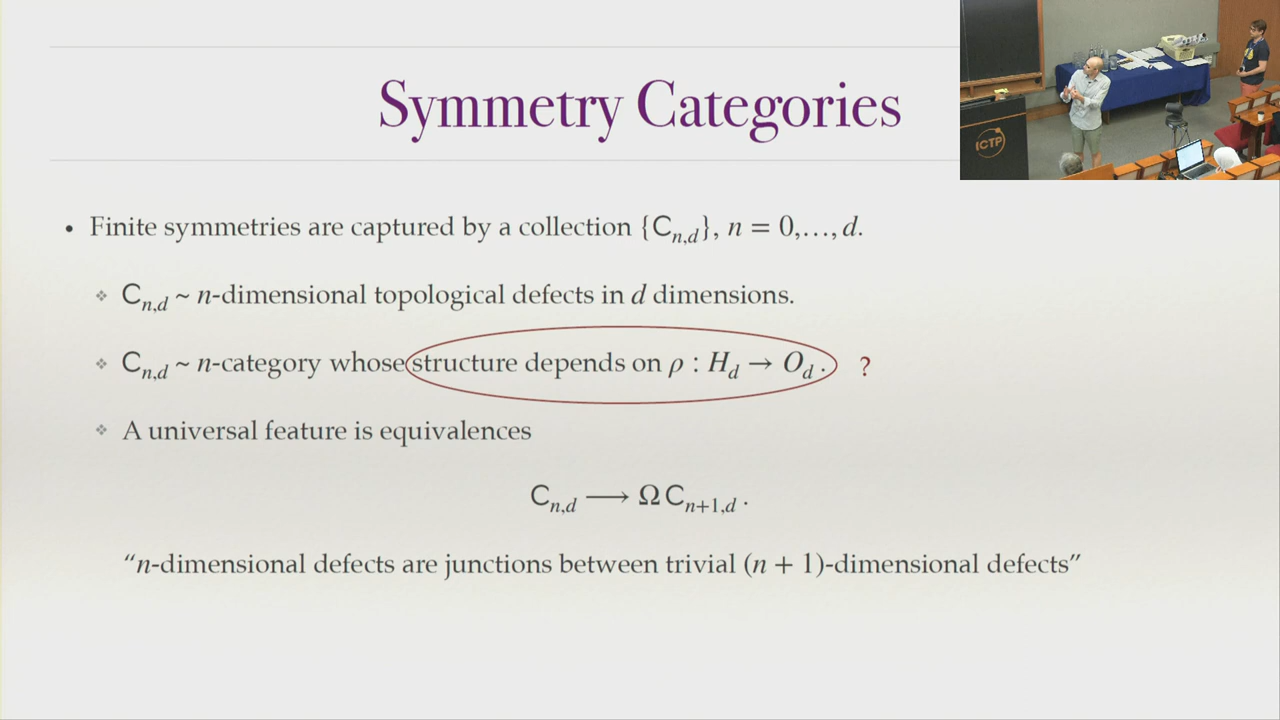 Symmetry Categories
ICTP
• Finite symmetries are captured by a collection {C_{n,d}}, n = 0,…, d.
❖ C_{n,d} ~ n-dimensional topological defects in d dimensions.
❖ C_{n,d} ~ n-category whose structure depends on ρ : H_d → O_d . ?
❖ A universal feature is equivalences
C_{n,d} ⟶ Ω C_{n+1,d} .
“n-dimensional defects are junctions between trivial (n + 1)-dimensional defects”